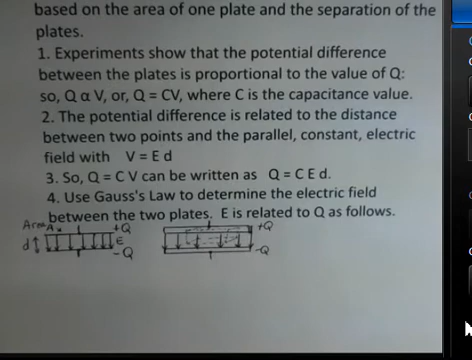 based on the area of one plate and the separation of the
plates.
1. Experiments show that the potential difference
between the plates is proportional to the value of Q:
so, Q α V, or, Q = CV, where C is the capacitance value.
2. The potential difference is related to the distance
between two points and the parallel, constant, electric
field with V = E d
3. So, Q = C V can be written as Q = C E d.
4. Use Gauss's Law to determine the electric field
between the two plates. E is related to Q as follows.
Area A +Q +Q
d E
-Q -Q